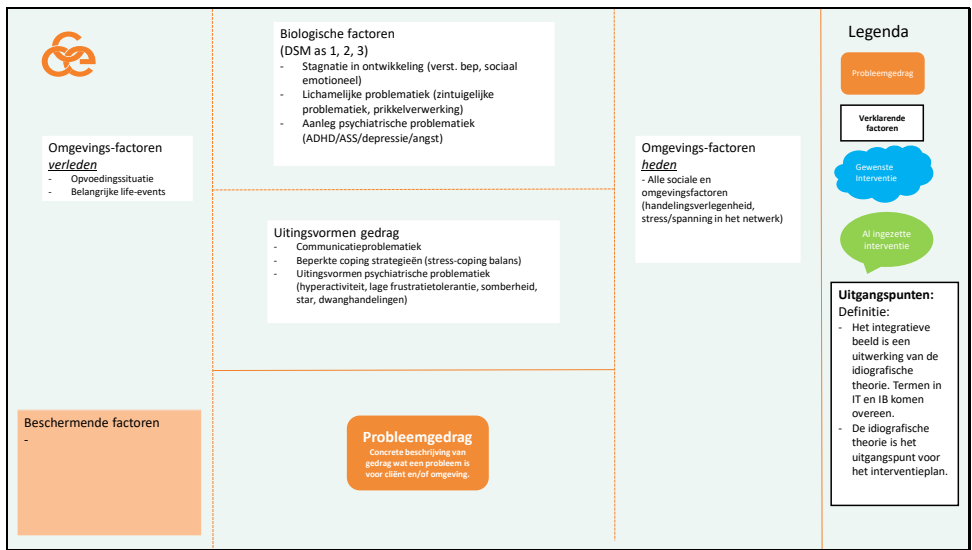 Biologische factoren
(DSM as 1, 2, 3)
- Stagnatie in ontwikkeling (verst. bep, sociaal
emotioneel)
- Lichamelijke problematiek (zintuigelijke
problematiek, prikkelverwerking)
- Aanleg psychiatrische problematiek
(ADHD/ASS/depressie/angst)
Omgevings-factoren
verleden
- Opvoedingssituatie
- Belangrijke life-events
Omgevings-factoren
heden
- Alle sociale en
omgevingsfactoren
(handelingsverlegenheid,
stress/spanning in het netwerk)
Uitingsvormen gedrag
- Communicatieproblematiek
- Beperkte coping strategieën (stress-coping balans)
- Uitingsvormen psychiatrische problematiek
(hyperactiviteit, lage frustratietolerantie, somberheid,
star, dwanghandelingen)
Beschermende factoren
-
Probleemgedrag
Concrete beschrijving van
gedrag wat een probleem is
voor cliënt en/of omgeving.
Legenda
Probleemgedrag
Verklarende
factoren
Gewenste
Interventie
Al ingezette
interventie
Uitgangspunten:
Definitie:
- Het integratieve
beeld is een
uitwerking van de
idiografische
theorie. Termen in
IT en IB komen
overeen.
- De idiografische
theorie is het
uitgangspunt voor
het interventieplan.